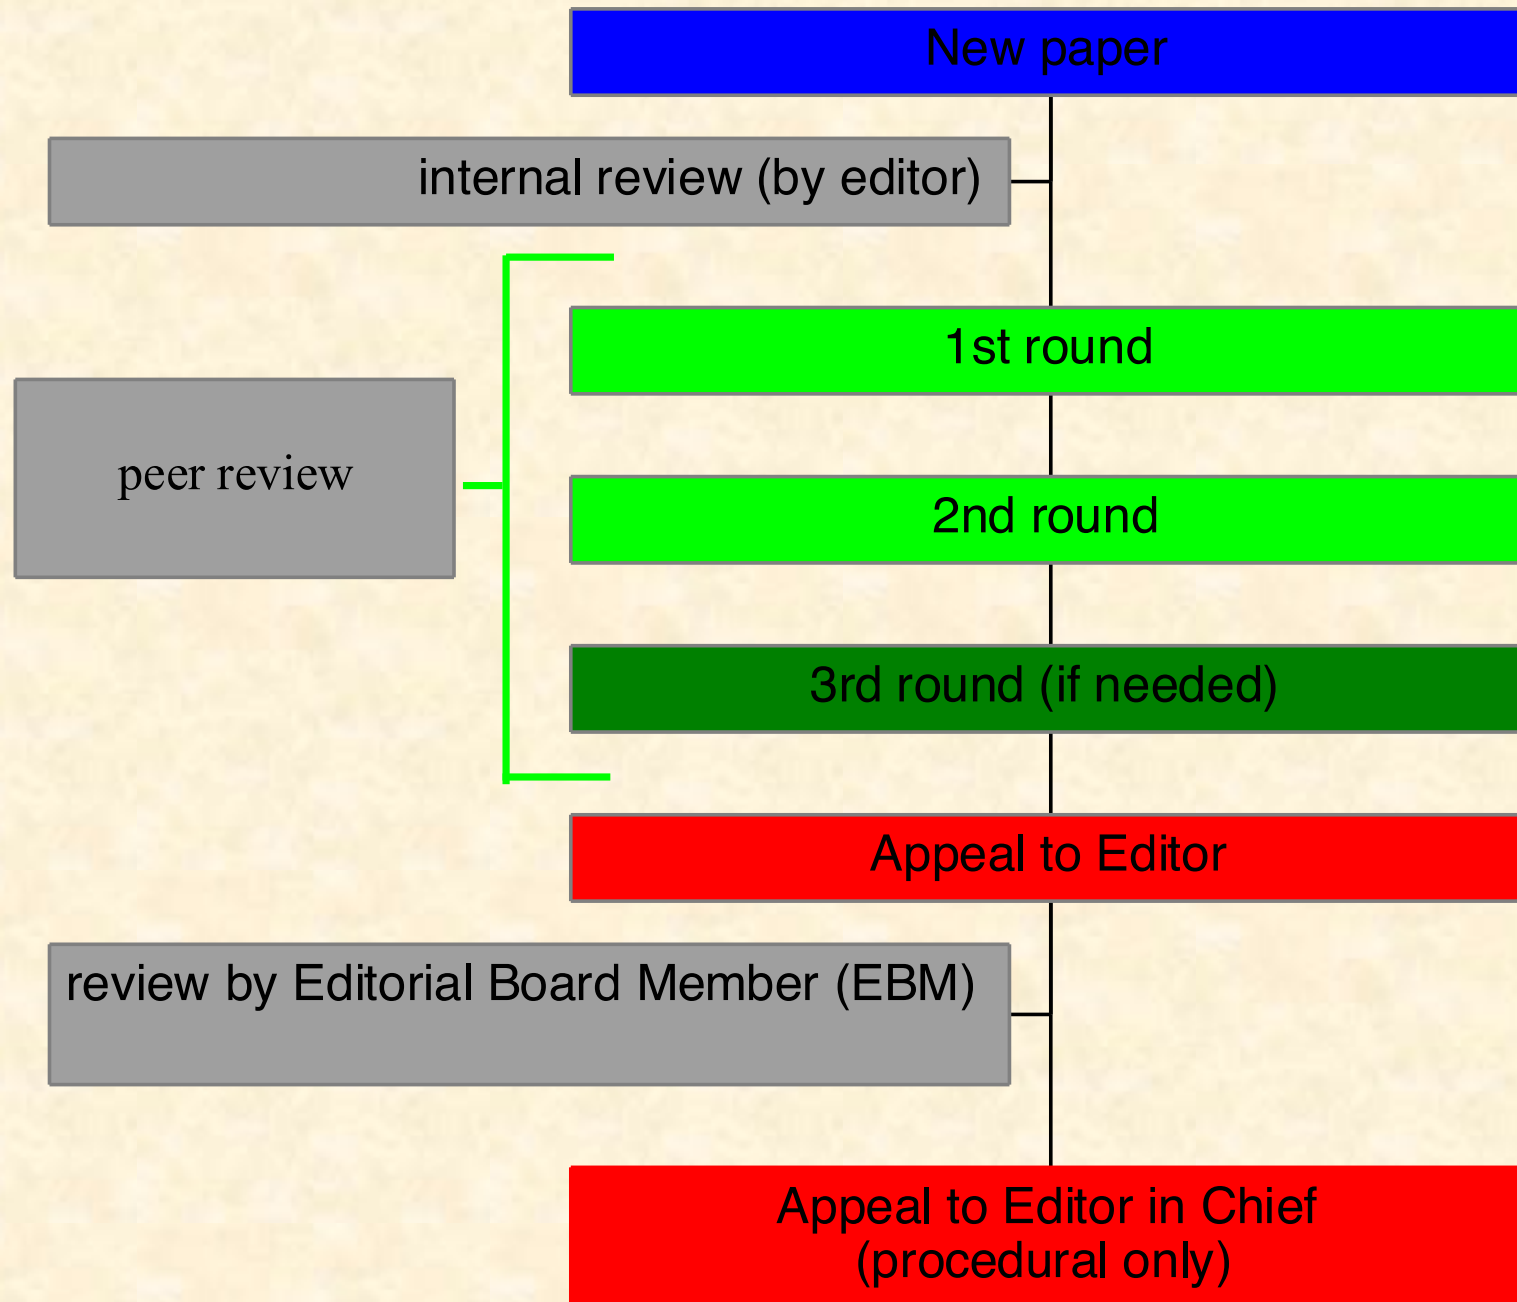 New paper
internal review (by editor)
1st round
peer review
2nd round
3rd round (if needed)
Appeal to Editor
review by Editorial Board Member (EBM)
Appeal to Editor in Chief
(procedural only)